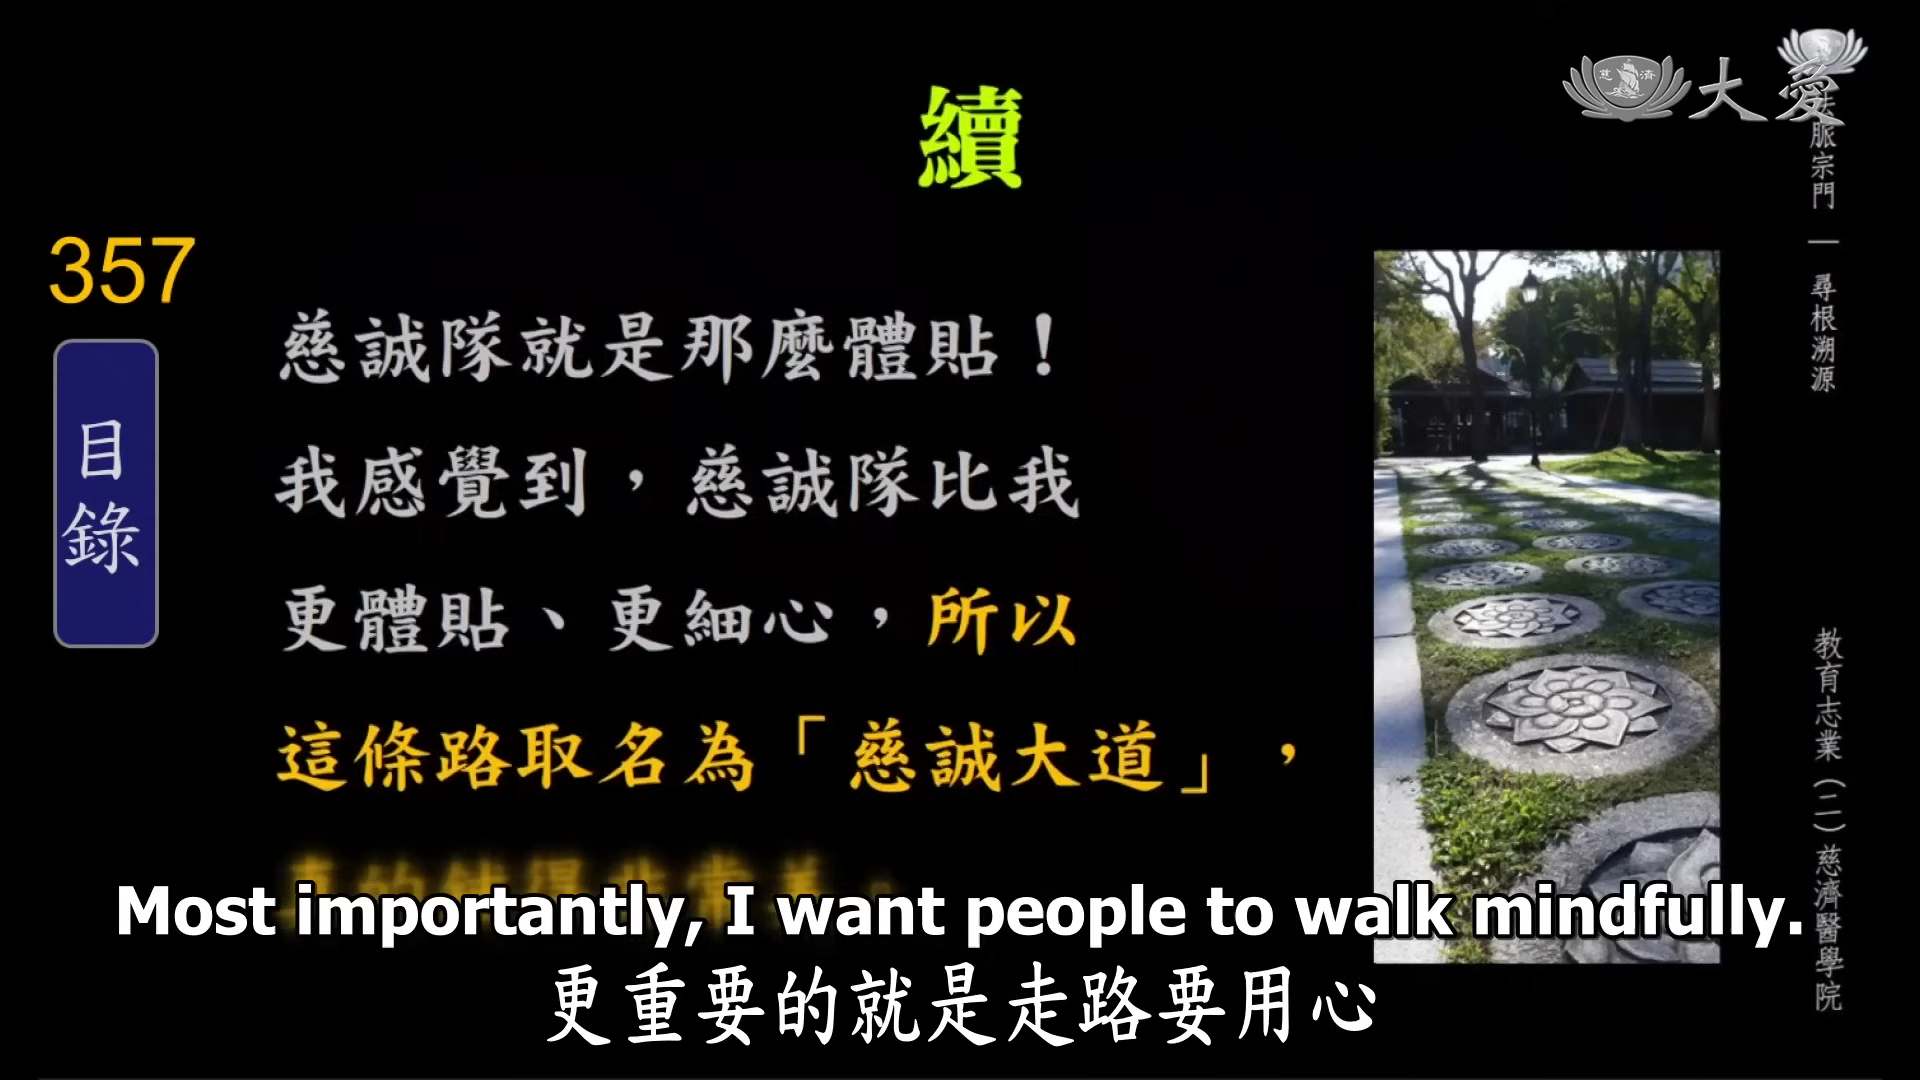 慈濟
大愛
續
法脈宗門 — 尋根溯源
357
目錄
慈誠隊就是那麼體貼！
我感覺到，慈誠隊比我
更體貼、更細心，所以
這條路取名為「慈誠大道」，
教育志業（二）慈濟醫學院
Most importantly, I want people to walk mindfully.
更重要的就是走路要用心